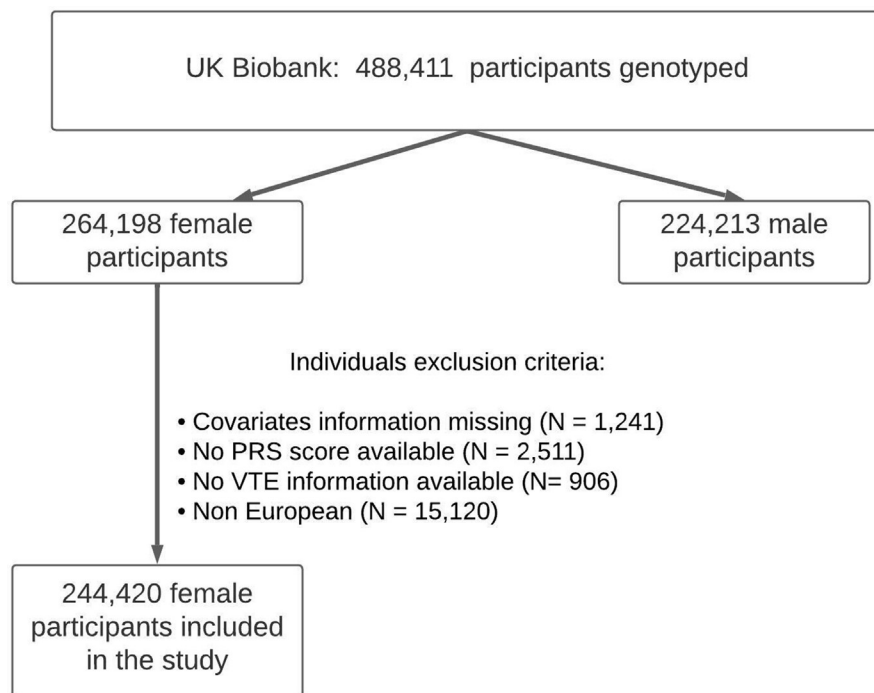 UK Biobank: 488,411 participants genotyped
264,198 female
participants
224,213 male
participants
Individuals exclusion criteria:
• Covariates information missing (N = 1,241)
• No PRS score available (N = 2,511)
• No VTE information available (N= 906)
• Non European (N = 15,120)
244,420 female
participants included
in the study